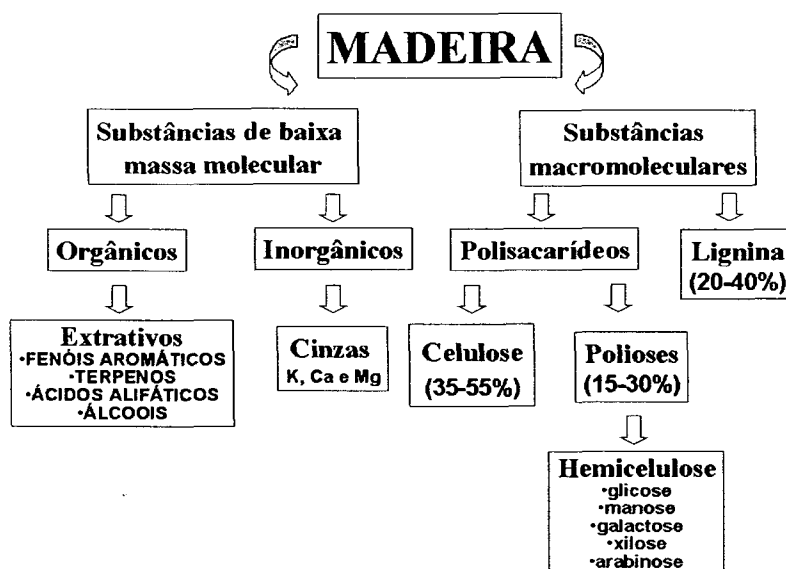 MADEIRA
Substâncias de baixa
massa molecular
Substâncias
macromoleculares
Orgânicos
Inorgânicos
Polisacarídeos
Lignina
(20-40%)
Extrativos
•FENÓIS AROMÁTICOS
•TERPENOS
•ÁCIDOS ALIFÁTICOS
•ÁLCOOIS
Cinzas
K, Ca e Mg
Celulose
(35-55%)
Polioses
(15-30%)
Hemicelulose
•glicose
•manose
•galactose
•xilose
•arabinose